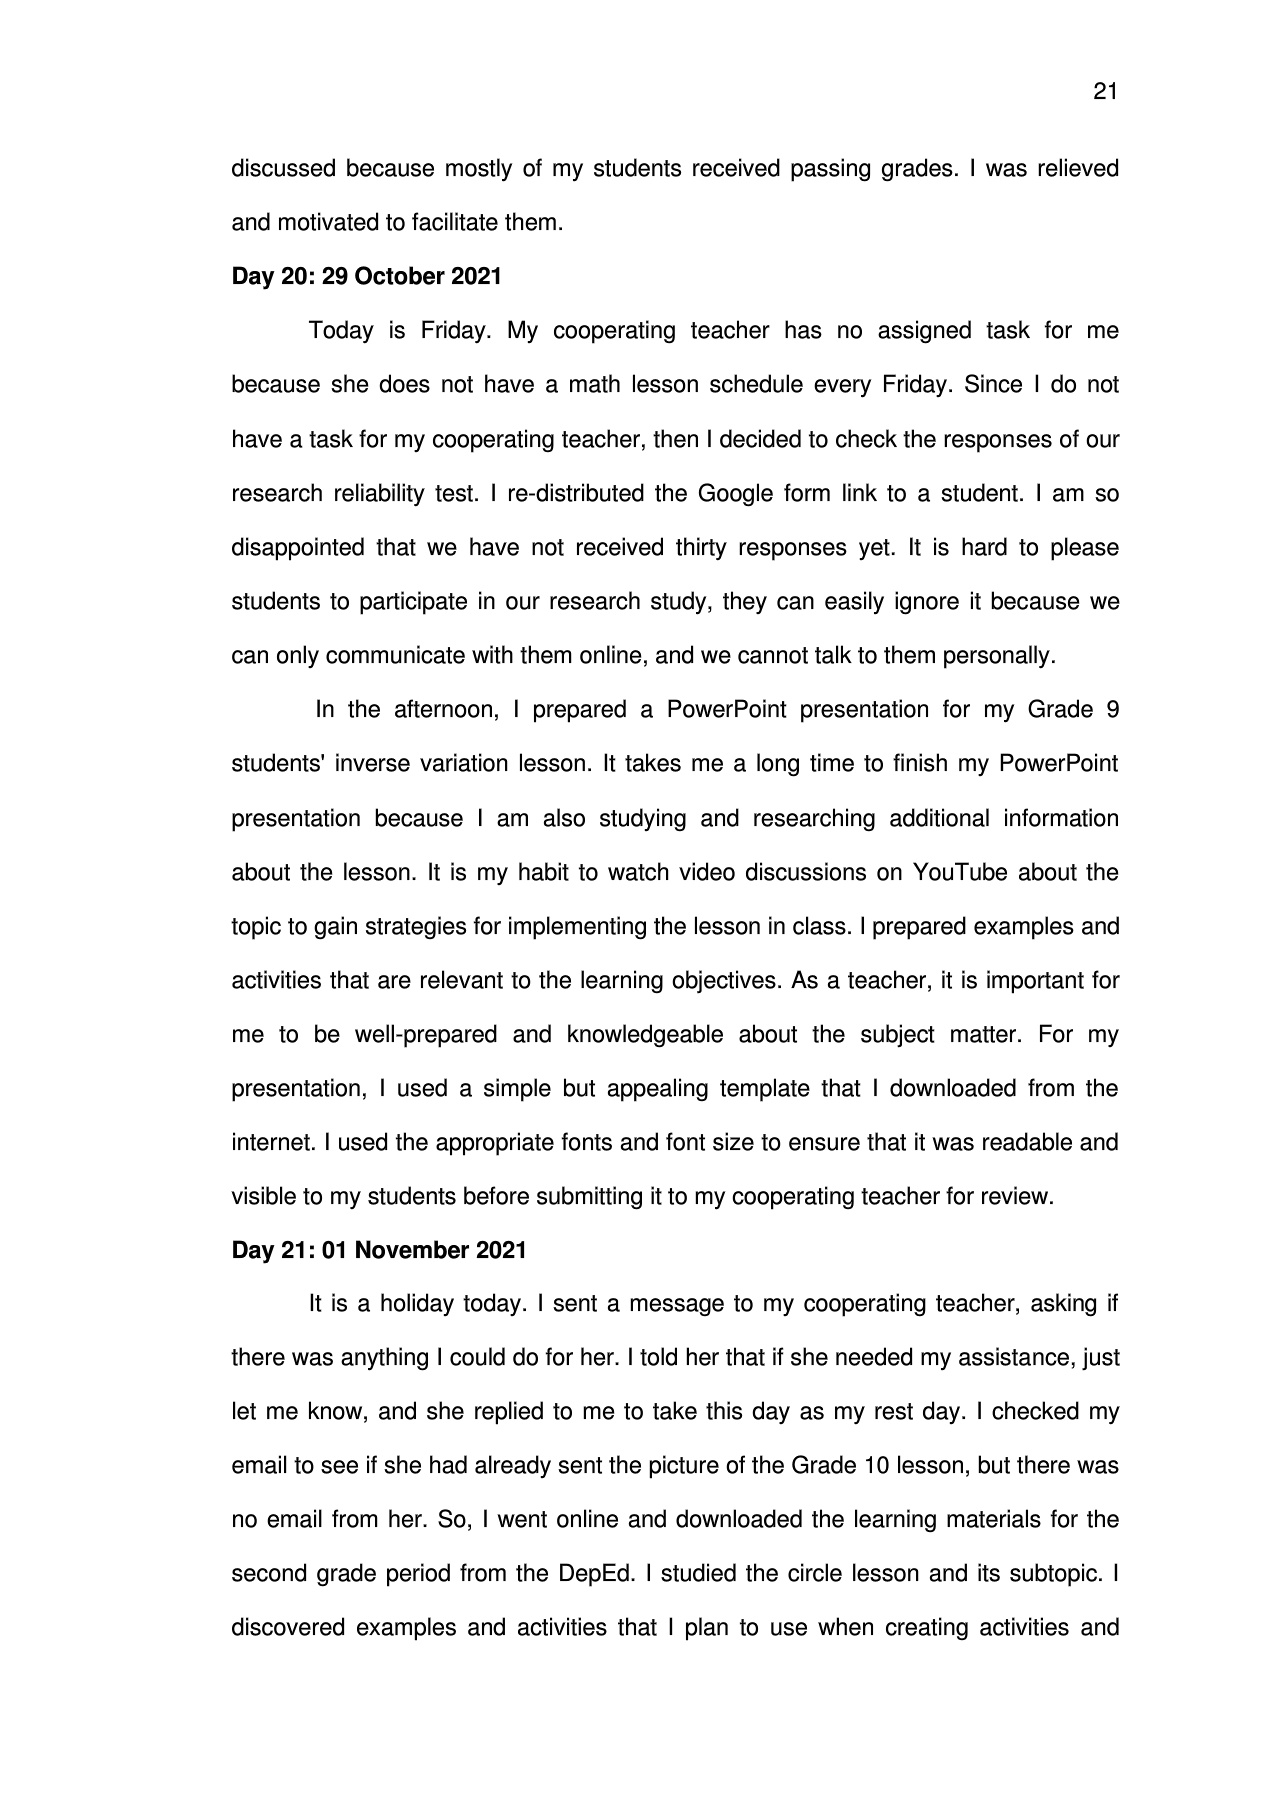 21
discussed because mostly of my students received passing grades. I was relieved
and motivated to facilitate them.
Day 20: 29 October 2021
Today is Friday. My cooperating teacher has no assigned task for me
because she does not have a math lesson schedule every Friday. Since I do not
have a task for my cooperating teacher, then I decided to check the responses of our
research reliability test. I re-distributed the Google form link to a student. I am so
disappointed that we have not received thirty responses yet. It is hard to please
students to participate in our research study, they can easily ignore it because we
can only communicate with them online, and we cannot talk to them personally.
In the afternoon, I prepared a PowerPoint presentation for my Grade 9
students' inverse variation lesson. It takes me a long time to finish my PowerPoint
presentation because I am also studying and researching additional information
about the lesson. It is my habit to watch video discussions on YouTube about the
topic to gain strategies for implementing the lesson in class. I prepared examples and
activities that are relevant to the learning objectives. As a teacher, it is important for
me to be well-prepared and knowledgeable about the subject matter. For my
presentation, I used a simple but appealing template that I downloaded from the
internet. I used the appropriate fonts and font size to ensure that it was readable and
visible to my students before submitting it to my cooperating teacher for review.
Day 21: 01 November 2021
It is a holiday today. I sent a message to my cooperating teacher, asking if
there was anything I could do for her. I told her that if she needed my assistance, just
let me know, and she replied to me to take this day as my rest day. I checked my
email to see if she had already sent the picture of the Grade 10 lesson, but there was
no email from her. So, I went online and downloaded the learning materials for the
second grade period from the DepEd. I studied the circle lesson and its subtopic. I
discovered examples and activities that I plan to use when creating activities and